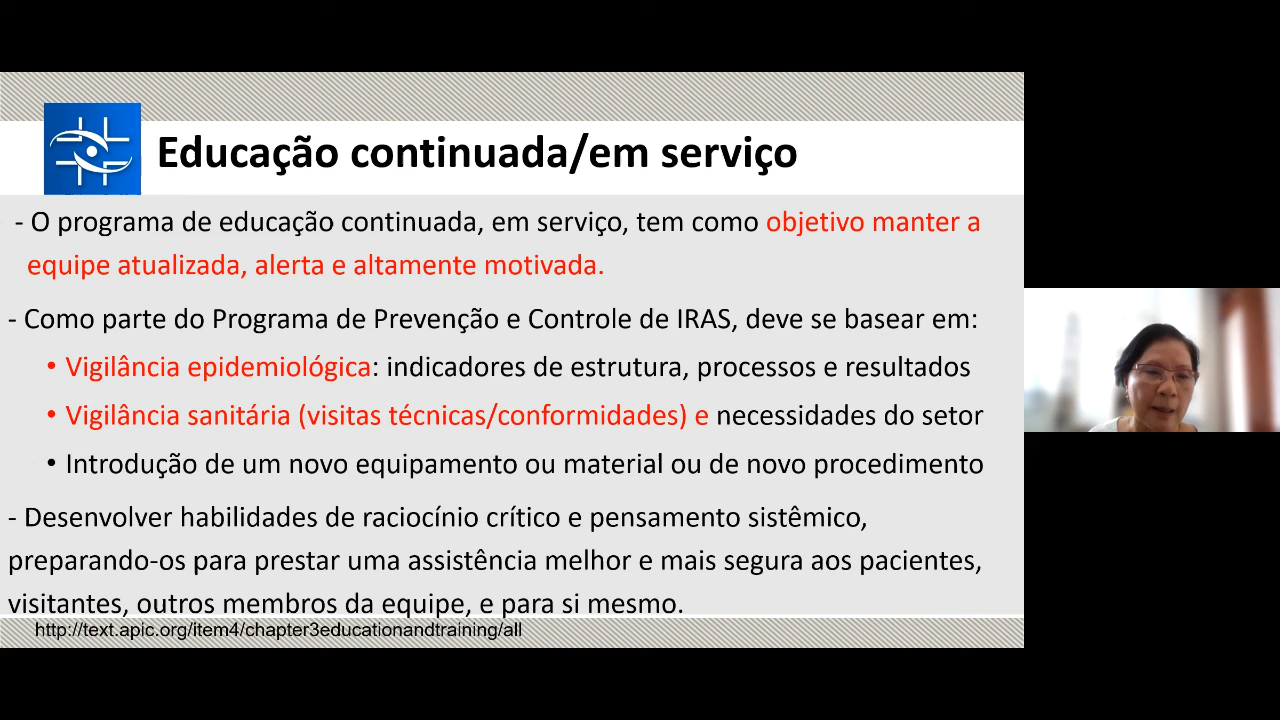 Educação continuada/em serviço
- O programa de educação continuada, em serviço, tem como objetivo manter a
equipe atualizada, alerta e altamente motivada.
- Como parte do Programa de Prevenção e Controle de IRAS, deve se basear em:
• Vigilância epidemiológica: indicadores de estrutura, processos e resultados
• Vigilância sanitária (visitas técnicas/conformidades) e necessidades do setor
• Introdução de um novo equipamento ou material ou de novo procedimento
- Desenvolver habilidades de raciocínio crítico e pensamento sistêmico,
preparando-os para prestar uma assistência melhor e mais segura aos pacientes,
visitantes, outros membros da equipe, e para si mesmo.
http://text.apic.org/item4/chapter3educationandtraining/all